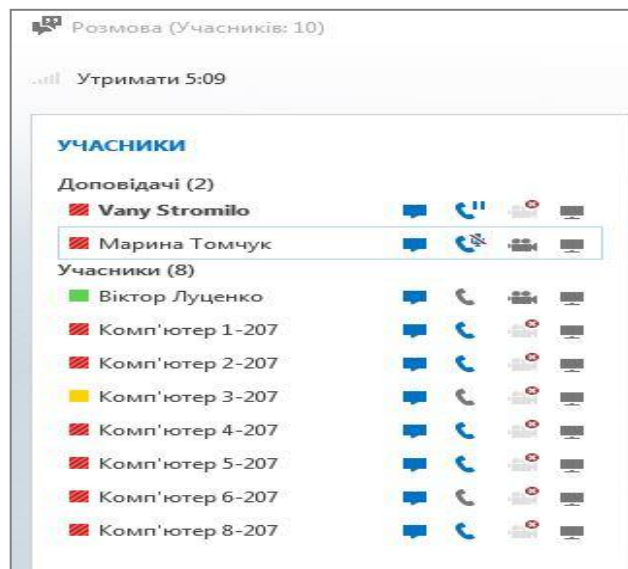 Розмова (Учасників: 10)
Утримати 5:09
УЧАСНИКИ
Доповідачі (2)
Vany Stromilo
Марина Томчук
Учасники (8)
Віктор Луценко
Комп'ютер 1-207
Комп'ютер 2-207
Комп'ютер 3-207
Комп'ютер 4-207
Комп'ютер 5-207
Комп'ютер 6-207
Комп'ютер 8-207